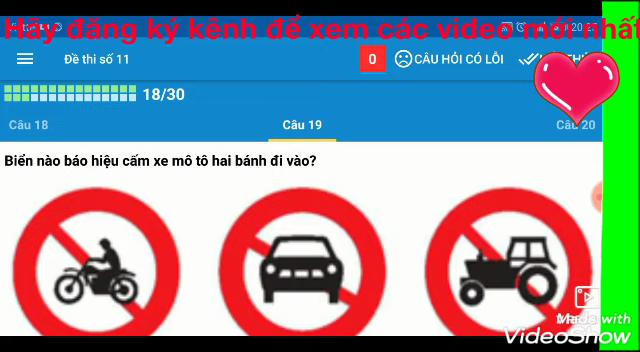 Hãy đăng ký kênh để xem các video mới nhất
Đề thi số 11
0
CÂU HỎI CÓ LỖI
18/30
Câu 18
Câu 19
Câu 20
Biển nào báo hiệu cấm xe mô tô hai bánh đi vào?
Made with
VideoShow